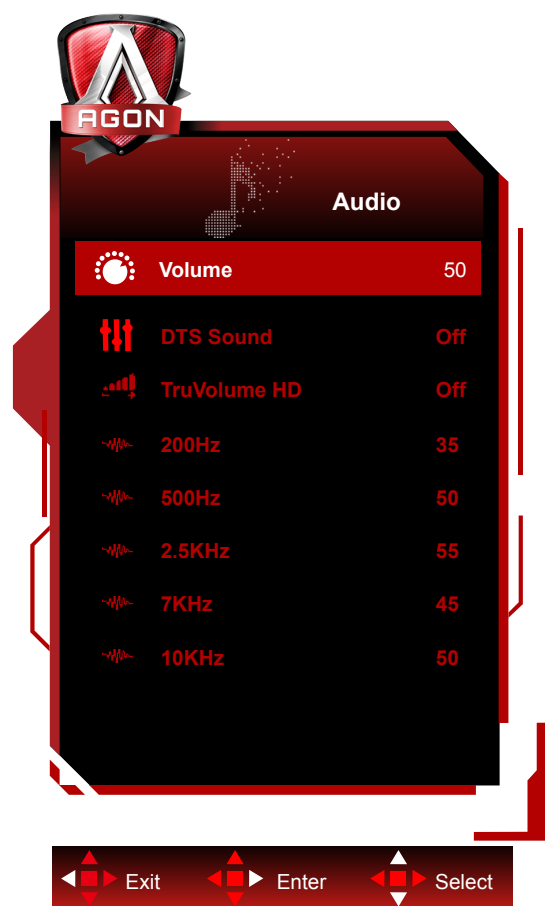 AGON
Audio
Volume 50
DTS Sound Off
TruVolume HD Off
200Hz 35
500Hz 50
2.5KHz 55
7KHz 45
10KHz 50
Exit Enter Select